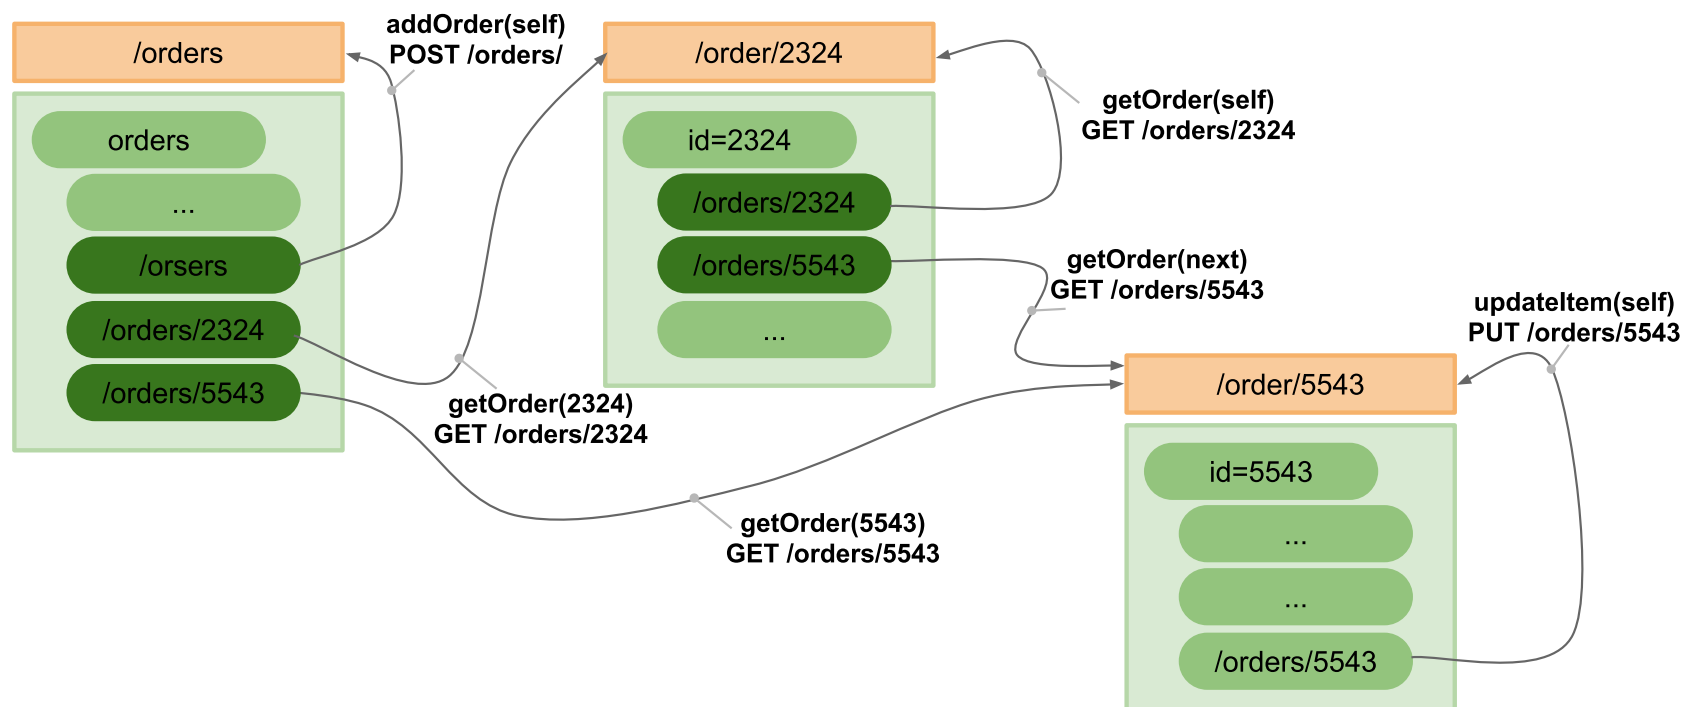 /orders
orders
...
/orsers
/orders/2324
/orders/5543
addOrder(self)
POST /orders/
getOrder(2324)
GET /orders/2324
getOrder(5543)
GET /orders/5543
/order/2324
id=2324
/orders/2324
/orders/5543
...
getOrder(self)
GET /orders/2324
getOrder(next)
GET /orders/5543
/order/5543
id=5543
...
...
/orders/5543
updateItem(self)
PUT /orders/5543